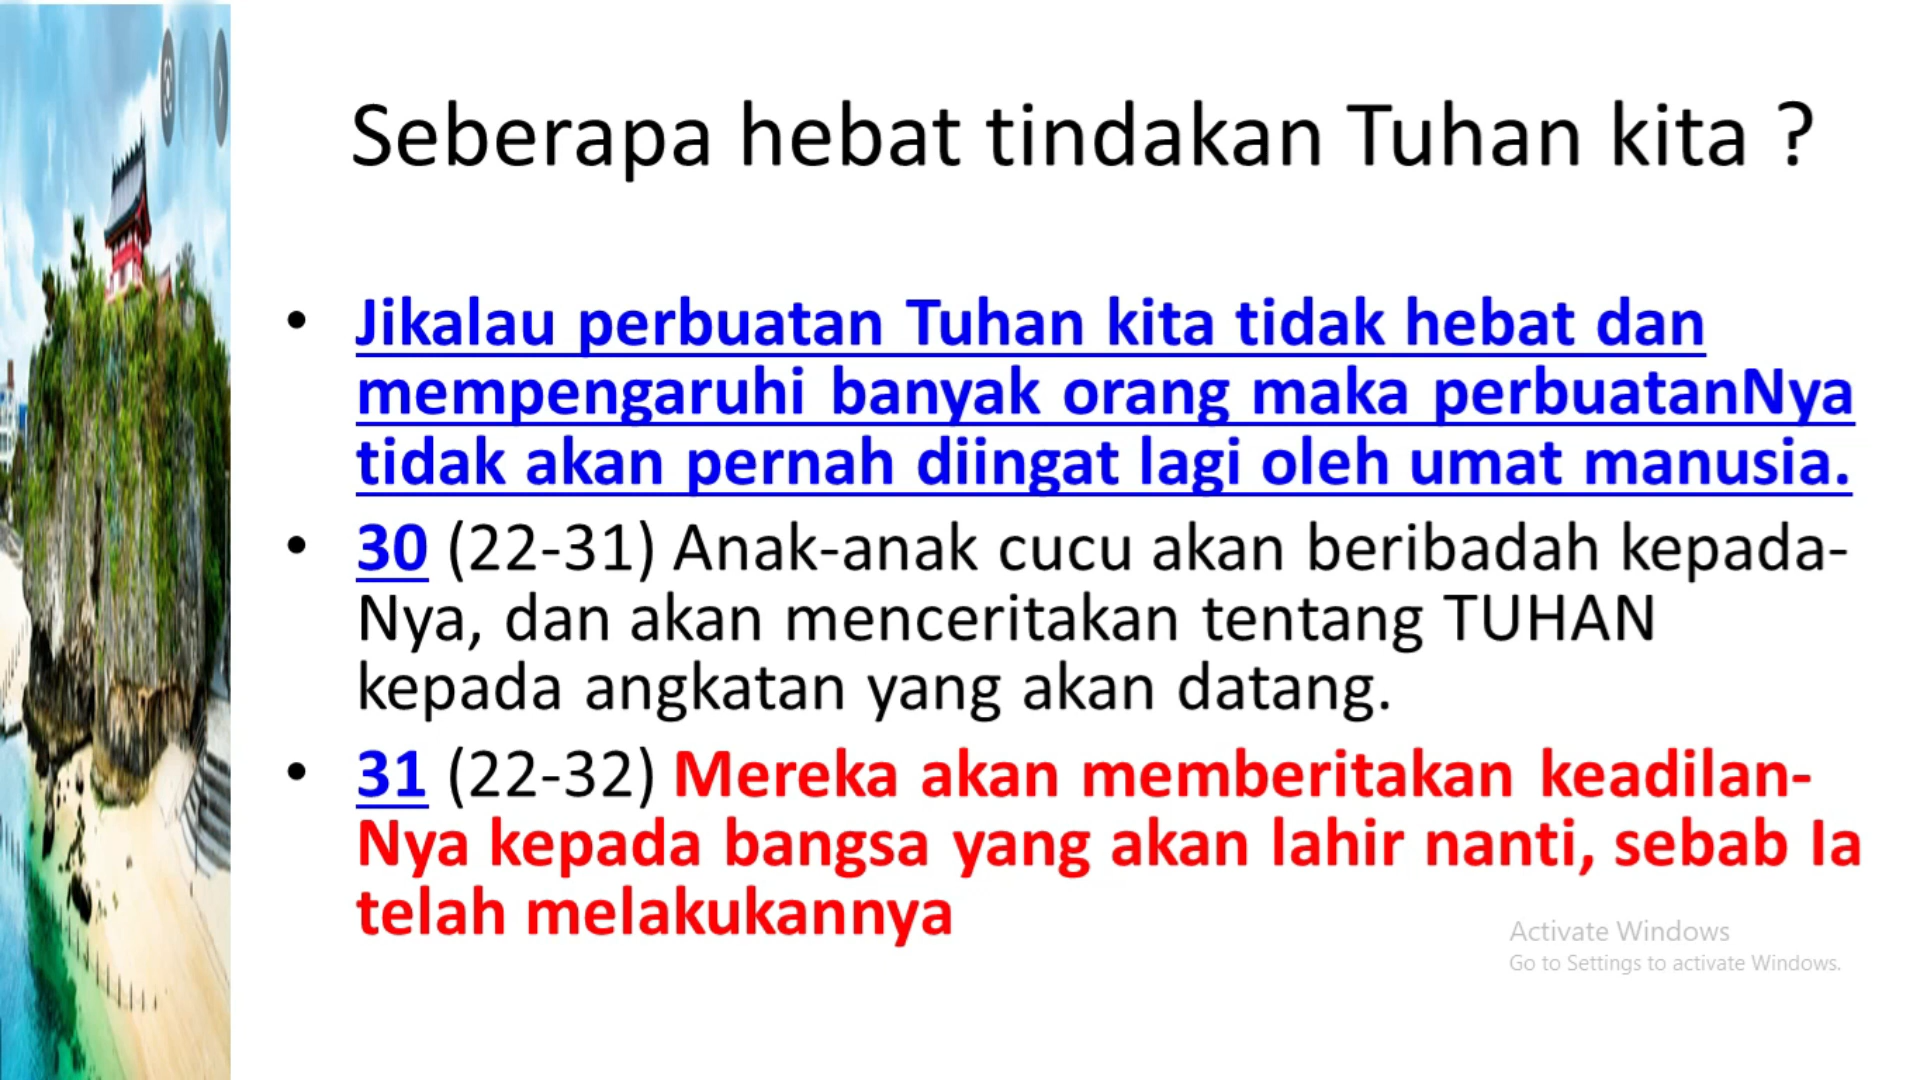 Seberapa hebat tindakan Tuhan kita ?
• Jikalau perbuatan Tuhan kita tidak hebat dan
mempengaruhi banyak orang maka perbuatanNya
tidak akan pernah diingat lagi oleh umat manusia.
• 30 (22-31) Anak-anak cucu akan beribadah kepada-
Nya, dan akan menceritakan tentang TUHAN
kepada angkatan yang akan datang.
• 31 (22-32) Mereka akan memberitakan keadilan-
Nya kepada bangsa yang akan lahir nanti, sebab Ia
telah melakukannya
Activate Windows
Go to Settings to activate Windows.